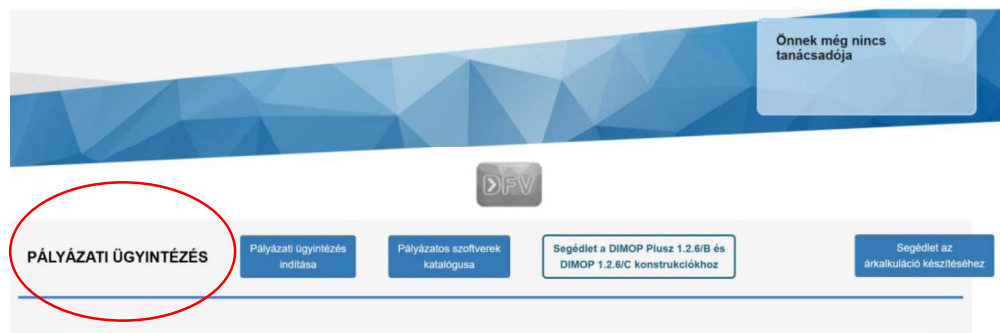 Önnek még nincs
tanácsadója
DFV
PÁLYÁZATI ÜGYINTÉZÉS
Pályázati ügyintézés
indítása
Pályázatos szoftverek
katalógusa
Segédlet a DIMOP Plusz 1.2.6/B és
DIMOP 1.2.6/C konstrukciókhoz
Segédlet az
árkalkuláció készítéséhez